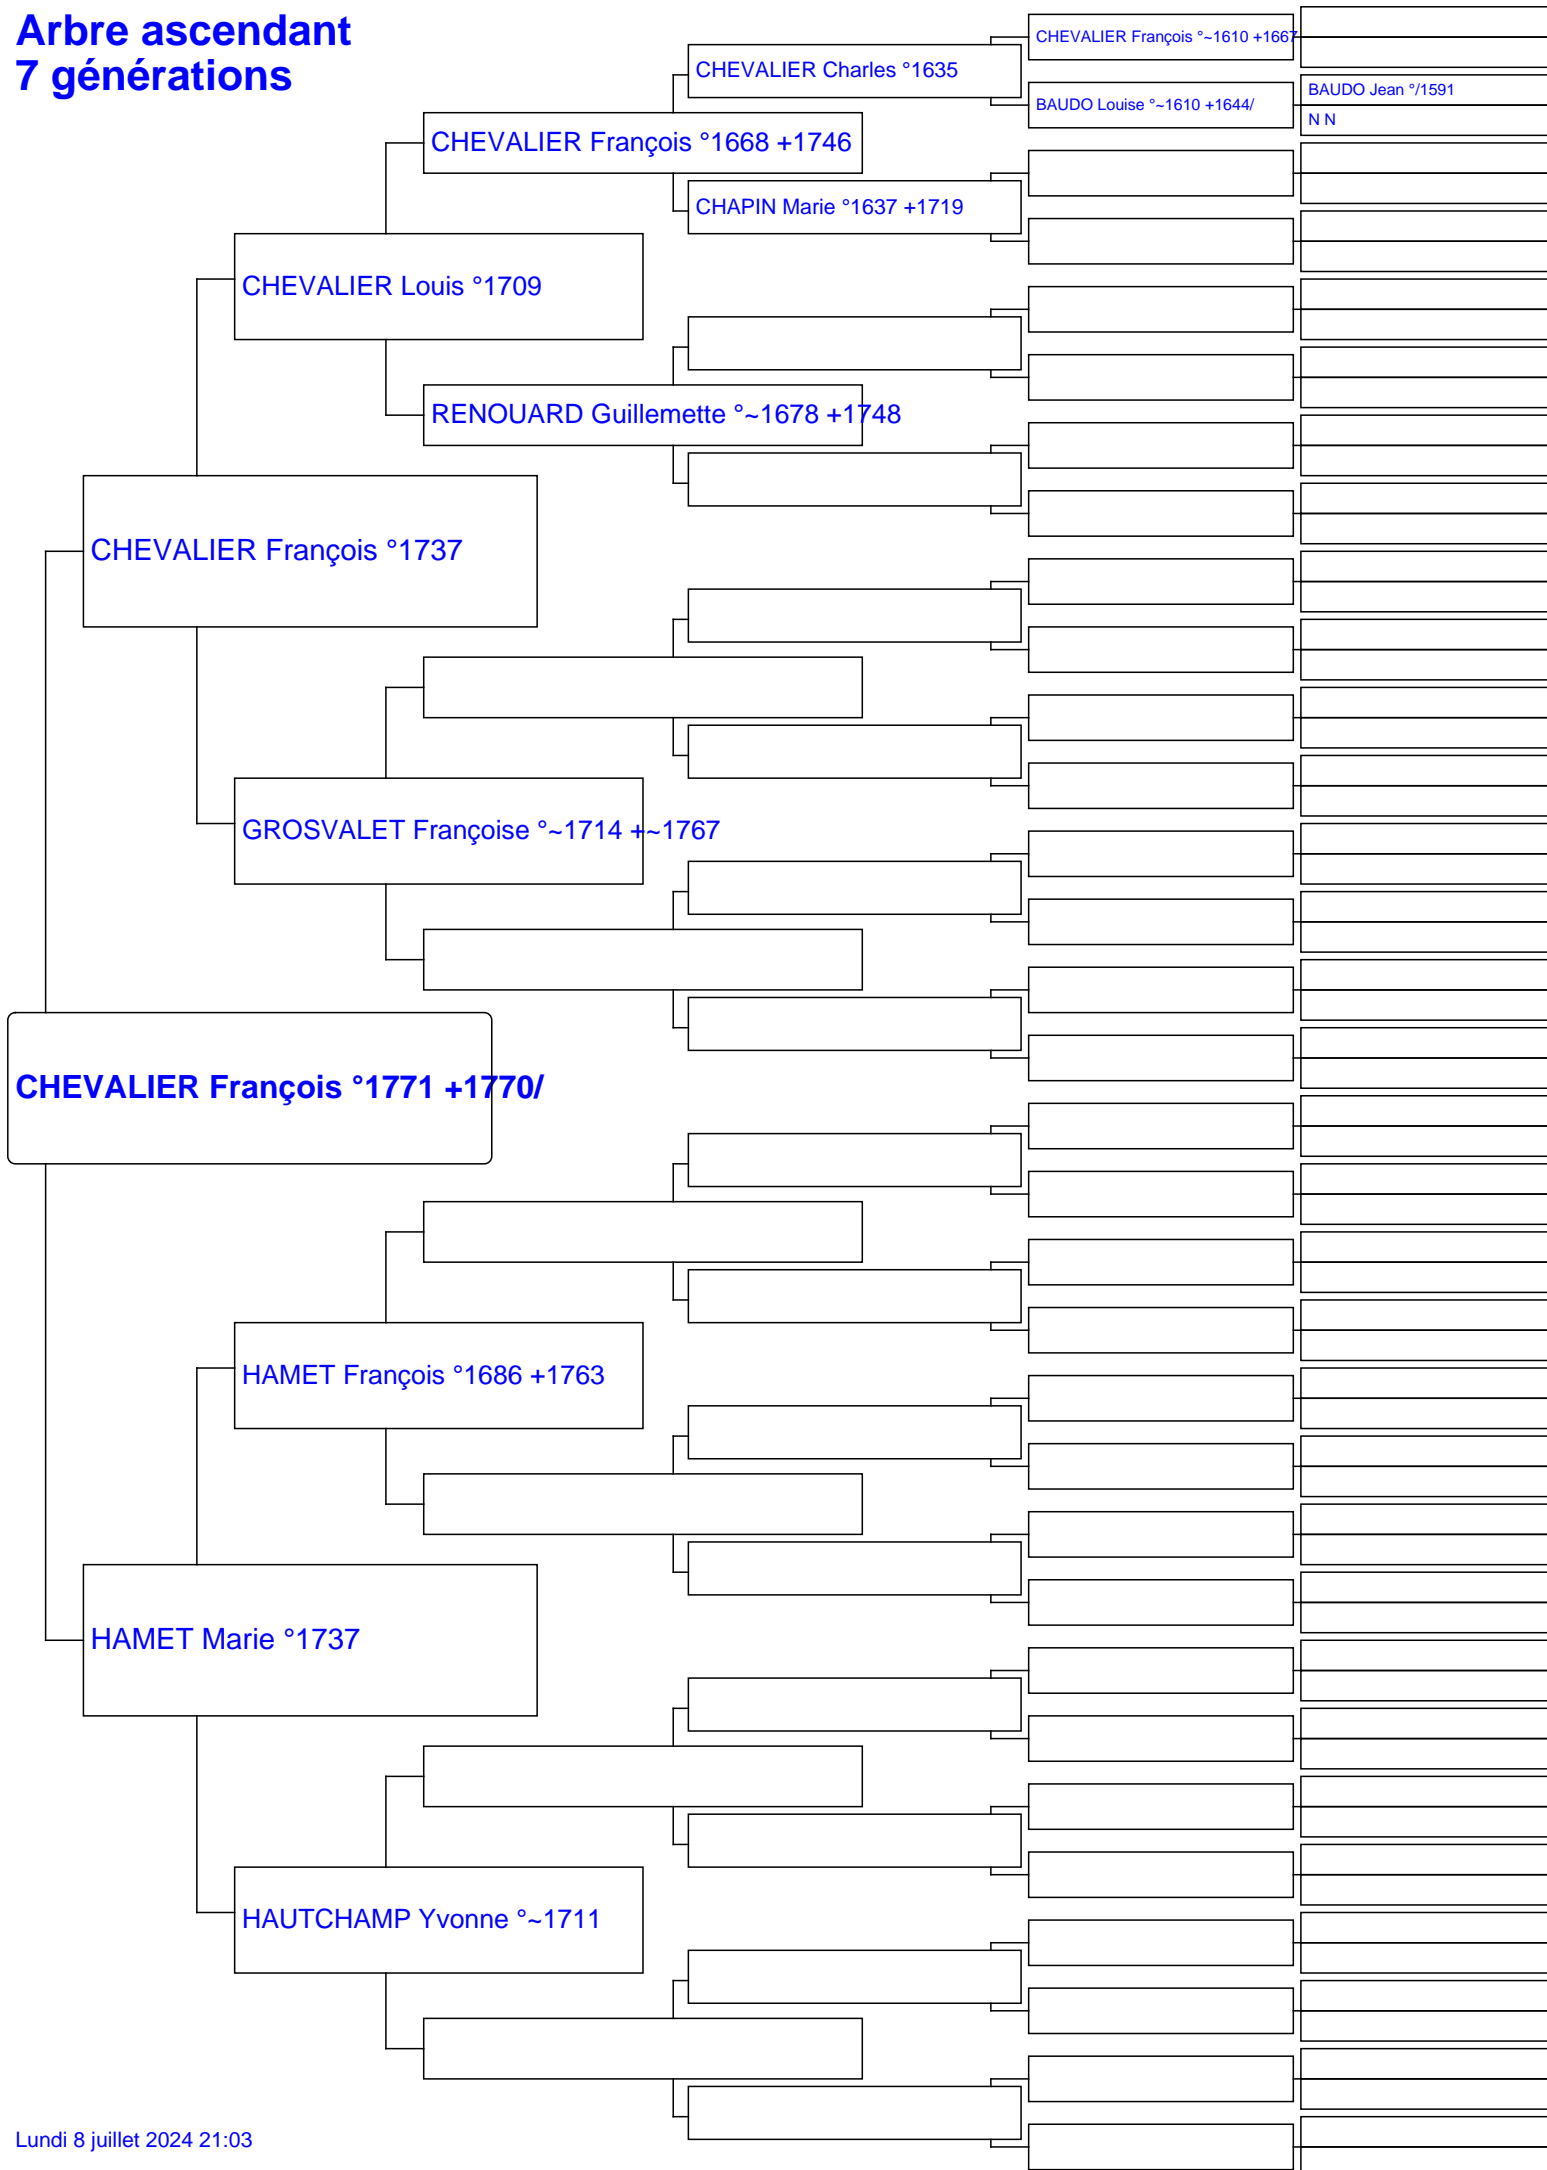 Arbre ascendant
7 générations
CHEVALIER François °~1610 +1667
CHEVALIER Charles °1635
BAUDO Jean °/1591
BAUDO Louise °~1610 +1644/
N N
CHEVALIER François °1668 +1746
CHAPIN Marie °1637 +1719
CHEVALIER Louis °1709
RENOUARD Guillemette °~1678 +1748
CHEVALIER François °1737
GROSVALET Françoise °~1714 +~1767
CHEVALIER François °1771 +1770/
HAMET François °1686 +1763
HAMET Marie °1737
HAUTCHAMP Yvonne °~1711
Lundi 8 juillet 2024 21:03